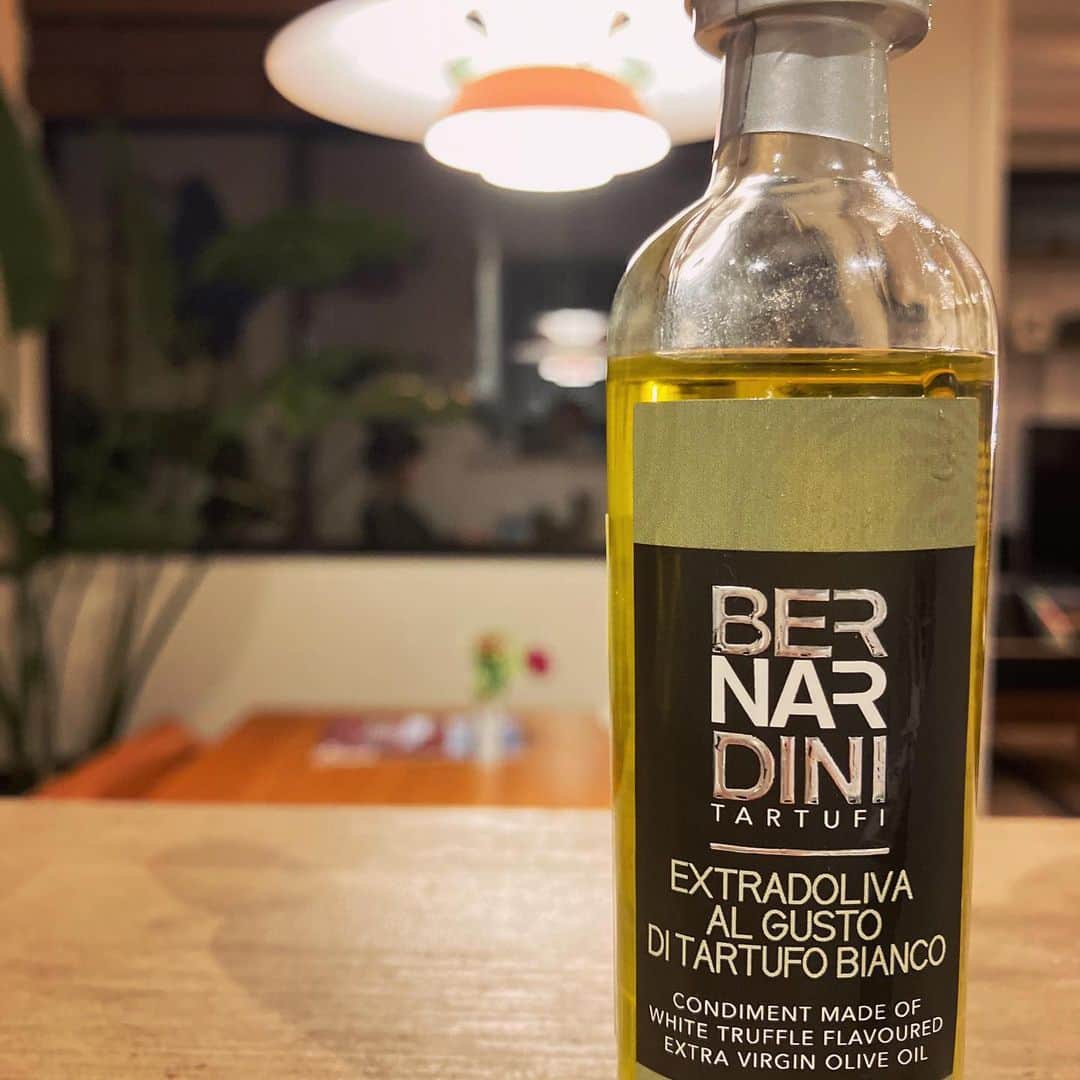 BER
NAR
DINI
TARTUFI
EXTRADOLIVA
AL GUSTO
DI TARTUFO BIANCO
CONDIMENT MADE OF
WHITE TRUFFLE FLAVOURED
EXTRA VIRGIN OLIVE OIL